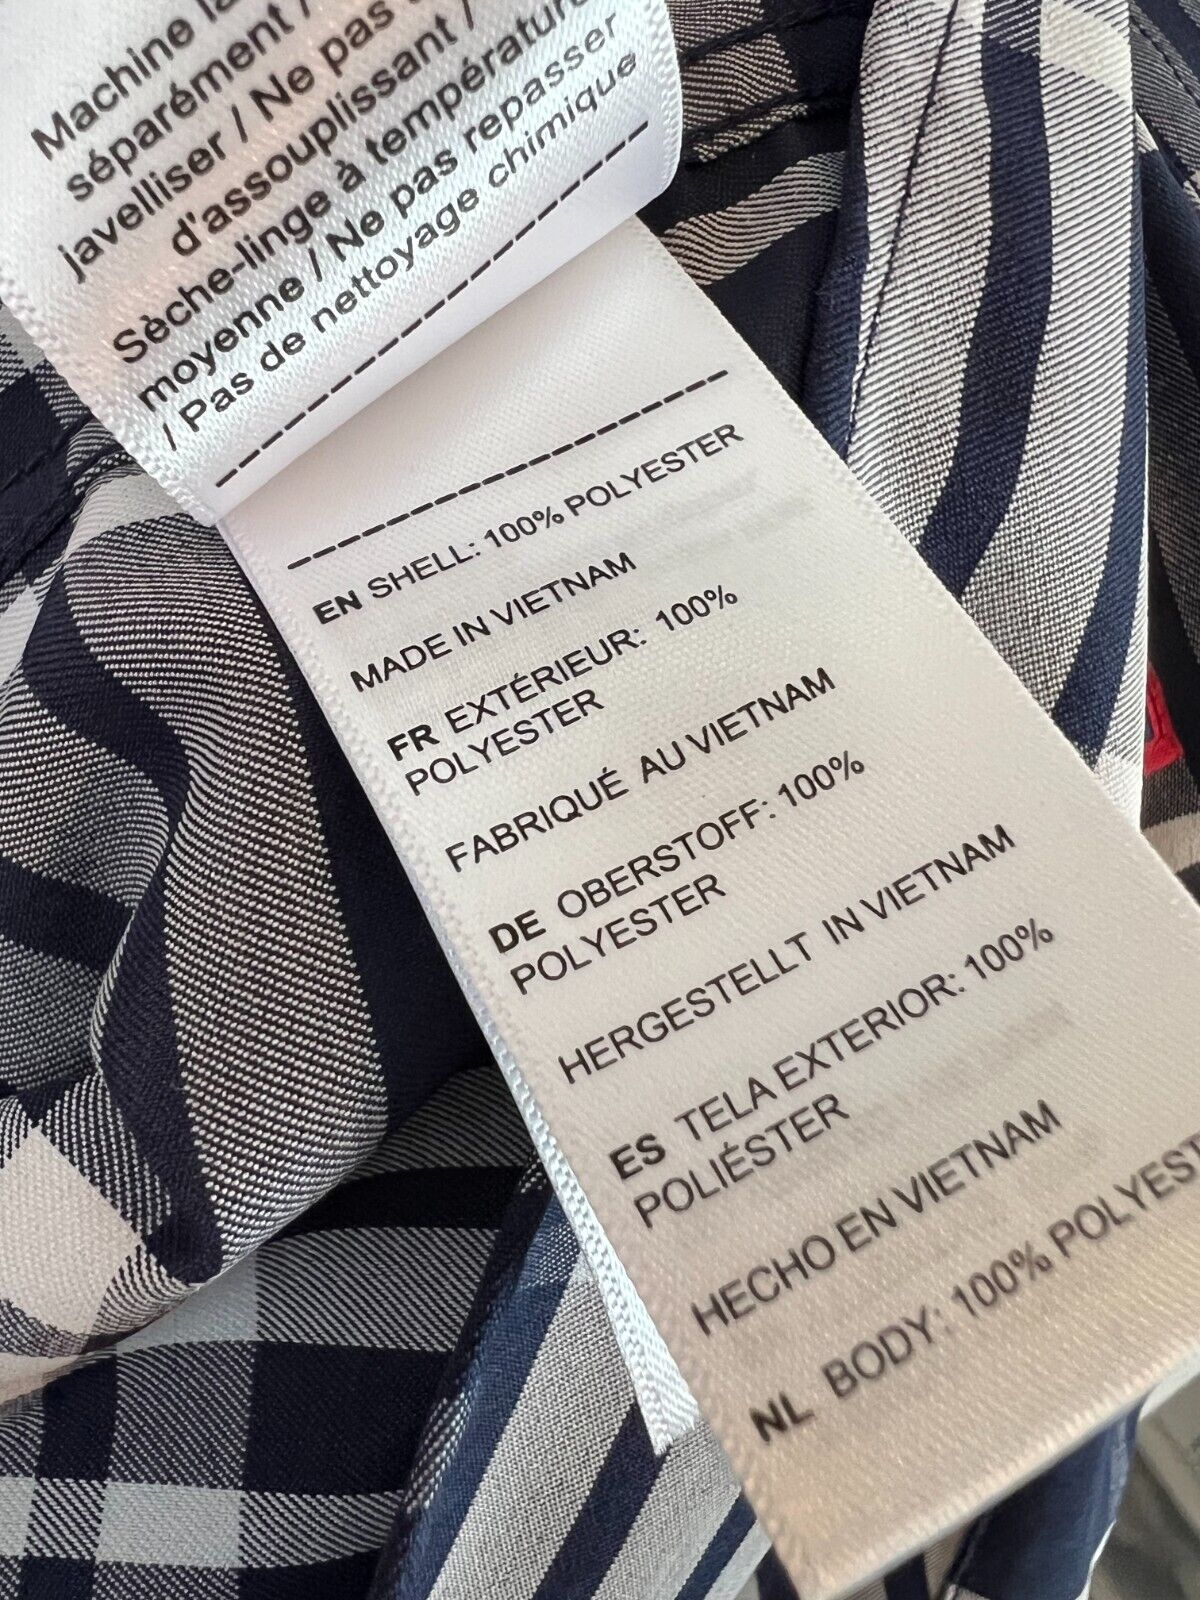 Machine
séparément /
javelliser / Ne pas
d'assouplissant /
Sèche-linge à température
moyenne / Ne pas repasser
/ Pas de nettoyage chimique
EN SHELL: 100% POLYESTER
MADE IN VIETNAM
FR EXTÉRIEUR: 100%
POLYESTER
FABRIQUÉ AU VIETNAM
DE OBERSTOFF: 100%
POLYESTER
HERGESTELLT IN VIETNAM
ES TELA EXTERIOR: 100%
POLIÉSTER
HECHO EN VIETNAM
NL BODY: 100% POLYEST